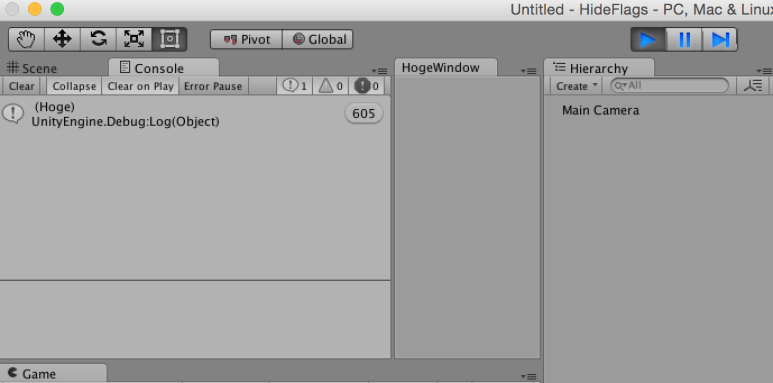 Untitled - HideFlags - PC, Mac & Linux
Pivot Global
Scene Console
HogeWindow
Hierarchy
Clear Collapse Clear on Play Error Pause 1 0 0
Create All
(Hoge)
UnityEngine.Debug:Log(Object)
605
Main Camera
Game